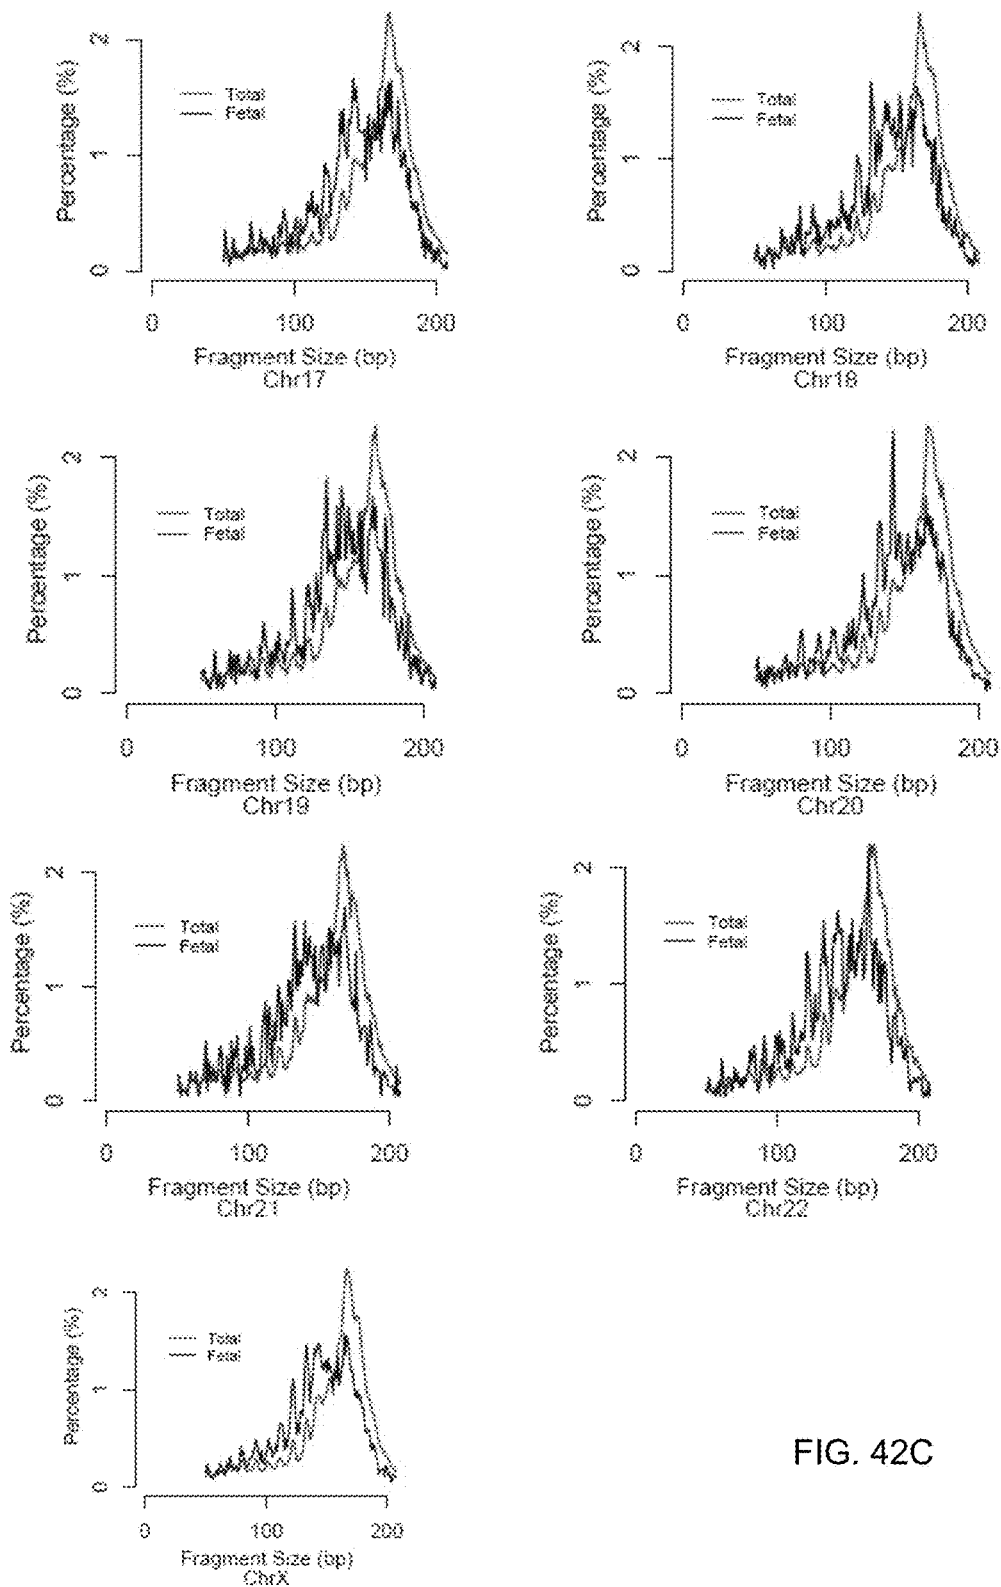 Percentage (%)
2
1
0
Total
Fetal
0 100 200
Fragment Size (bp)
Chr17
Percentage (%)
2
1
0
Total
Fetal
0 100 200
Fragment Size (bp)
Chr18
Percentage (%)
2
1
0
Total
Fetal
0 100 200
Fragment Size (bp)
Chr19
Percentage (%)
2
1
0
Total
Fetal
0 100 200
Fragment Size (bp)
Chr20
Percentage (%)
2
1
0
Total
Fetal
0 100 200
Fragment Size (bp)
Chr21
Percentage (%)
2
1
0
Total
Fetal
0 100 200
Fragment Size (bp)
Chr22
Percentage (%)
2
1
0
Total
Fetal
0 100 200
Fragment Size (bp)
ChrX
FIG. 42C